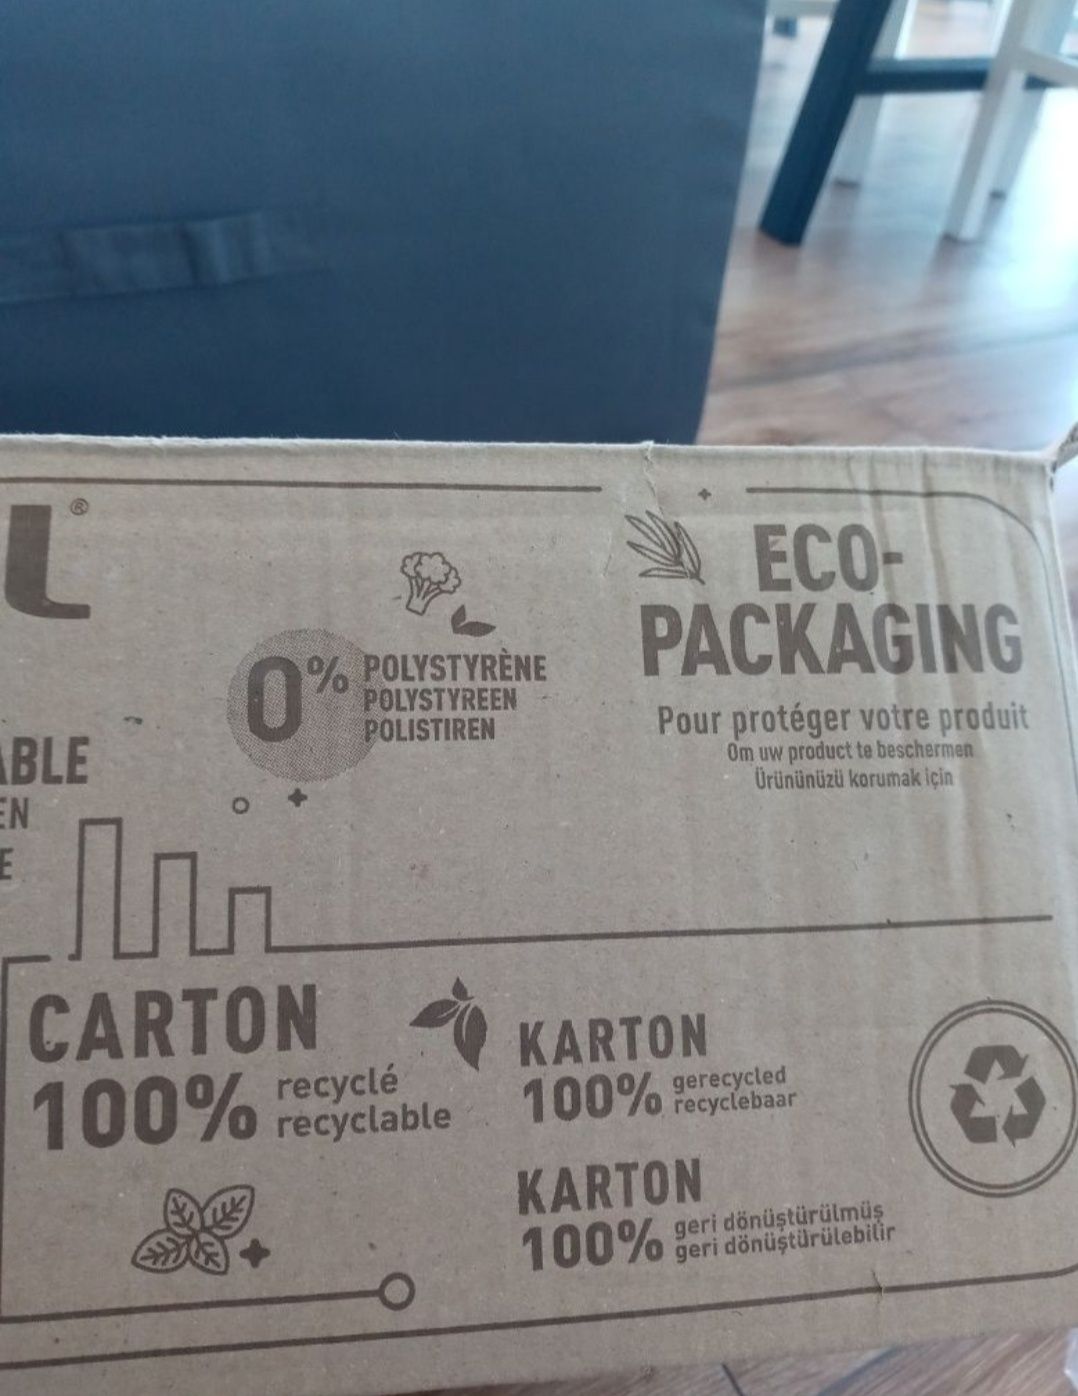 L®
0% POLYSTYRÈNE
POLYSTYREEN
POLISTIREN
ECO-
PACKAGING
Pour protéger votre produit
Om uw product te beschermen
Ürününüzü korumak için
CARTON
100% recyclé
recyclable
KARTON
100% gerecycled
recyclebaar
KARTON
100% geri dönüştürülmüş
geri dönüştürülebilir